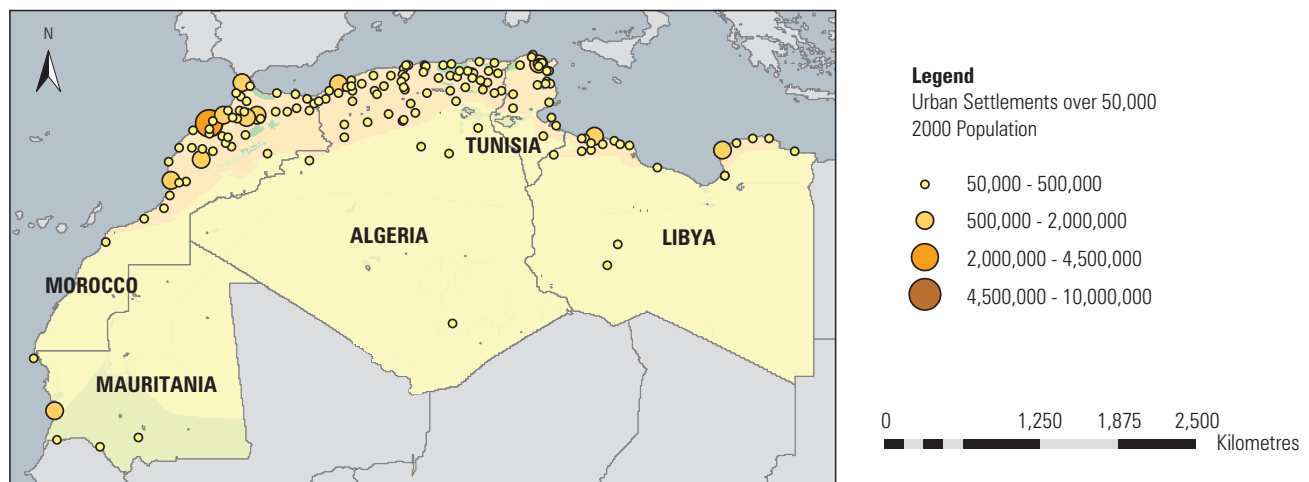 N
TUNISIA
ALGERIA
LIBYA
MOROCCO
MAURITANIA
Legend
Urban Settlements over 50,000
2000 Population
50,000 - 500,000
500,000 - 2,000,000
2,000,000 - 4,500,000
4,500,000 - 10,000,000
0 1,250 1,875 2,500
Kilometres